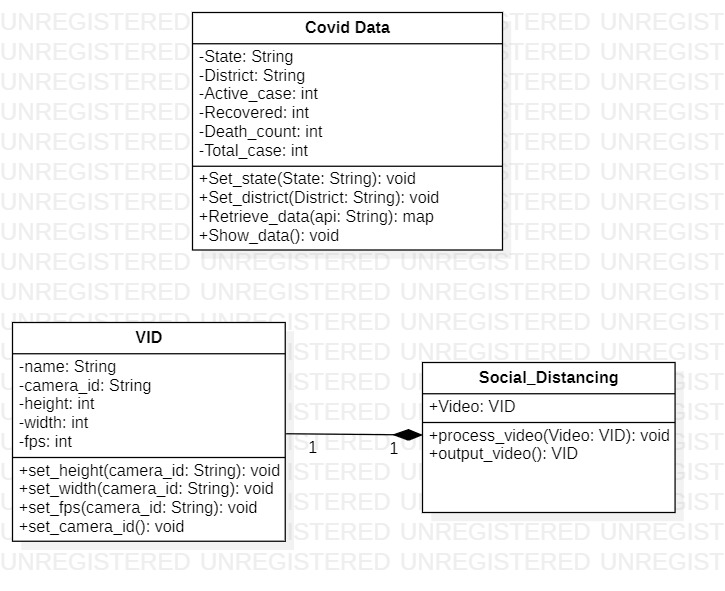 Covid Data
-State: String
-District: String
-Active_case: int
-Recovered: int
-Death_count: int
-Total_case: int
+Set_state(State: String): void
+Set_district(District: String): void
+Retrieve_data(api: String): map
+Show_data(): void
VID
-name: String
-camera_id: String
-height: int
-width: int
-fps: int
+set_height(camera_id: String): void
+set_width(camera_id: String): void
+set_fps(camera_id: String): void
+set_camera_id(): void
1
1
Social_Distancing
+Video: VID
+process_video(Video: VID): void
+output_video(): VID
UNREGISTERED